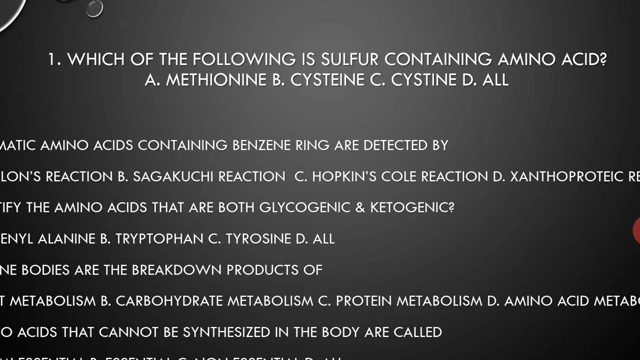 1. WHICH OF THE FOLLOWING IS SULFUR CONTAINING AMINO ACID?
A. METHIONINE B. CYSTEINE C. CYSTINE D. ALL
MATIC AMINO ACIDS CONTAINING BENZENE RING ARE DETECTED BY
LON'S REACTION B. SAGAKUCHI REACTION C. HOPKIN'S COLE REACTION D. XANTHOPROTEIC RE
TIFY THE AMINO ACIDS THAT ARE BOTH GLYCOGENIC & KETOGENIC?
ENYL ALANINE B. TRYPTOPHAN C. TYROSINE D. ALL
NE BODIES ARE THE BREAKDOWN PRODUCTS OF
T METABOLISM B. CARBOHYDRATE METABOLISM C. PROTEIN METABOLISM D. AMINO ACID METAB
O ACIDS THAT CANNOT BE SYNTHESIZED IN THE BODY ARE CALLED